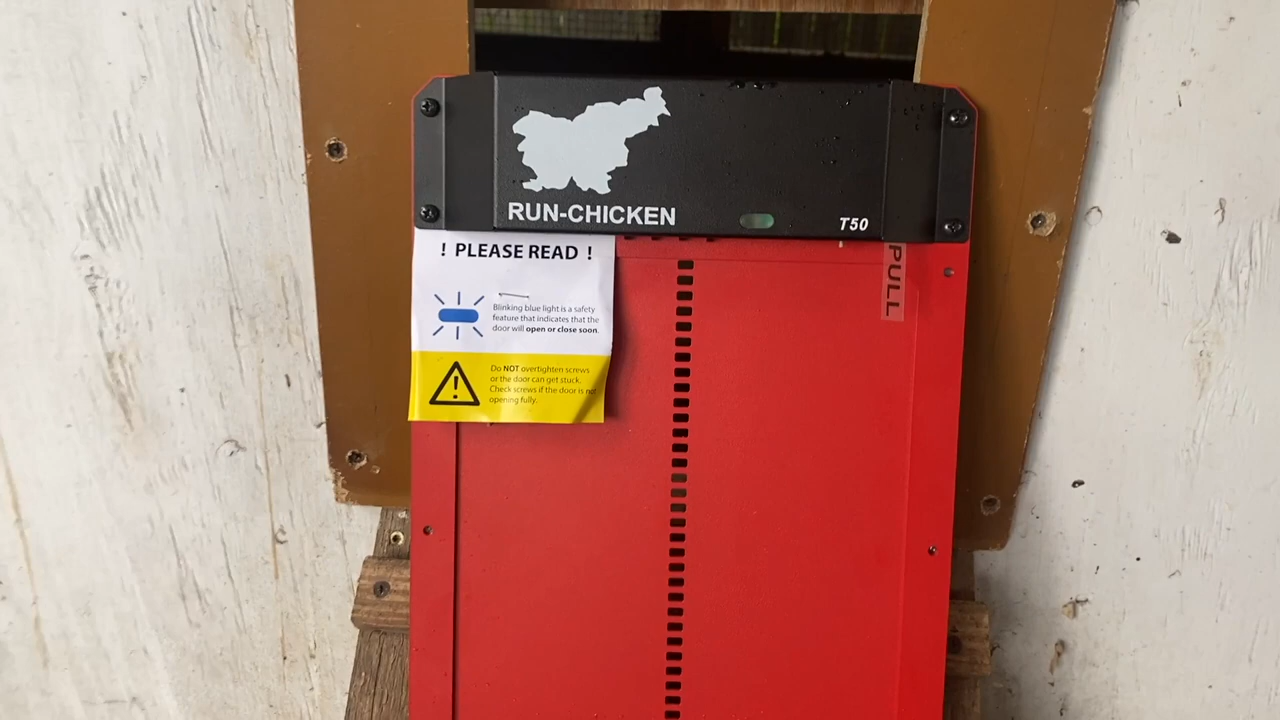 RUN-CHICKEN
T50
! PLEASE READ !
PULL
Blinking blue light is a safety
feature that indicates that the
door will open or close soon.
Do NOT overtighten screws
or the door can get stuck.
Check screws if the door is not
opening fully.